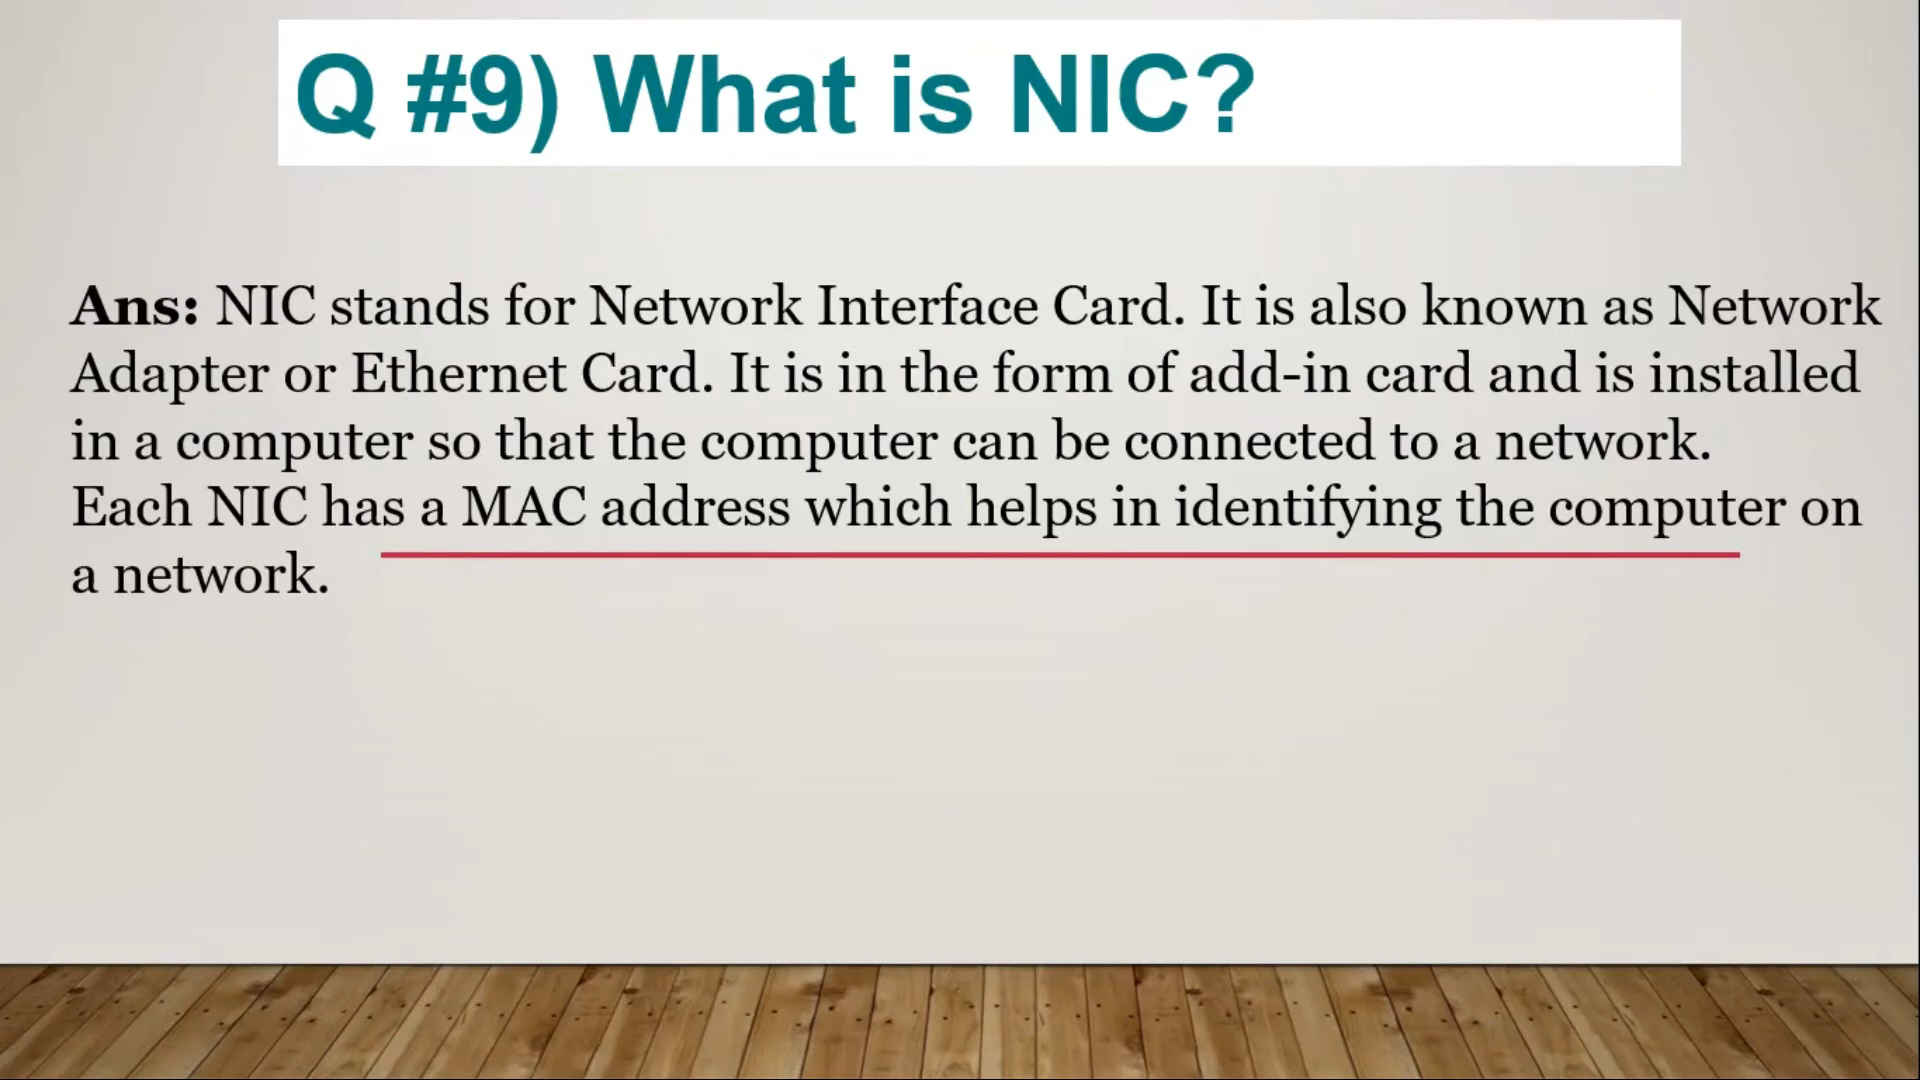 Q #9) What is NIC?
Ans: NIC stands for Network Interface Card. It is also known as Network
Adapter or Ethernet Card. It is in the form of add-in card and is installed
in a computer so that the computer can be connected to a network.
Each NIC has a MAC address which helps in identifying the computer on
a network.